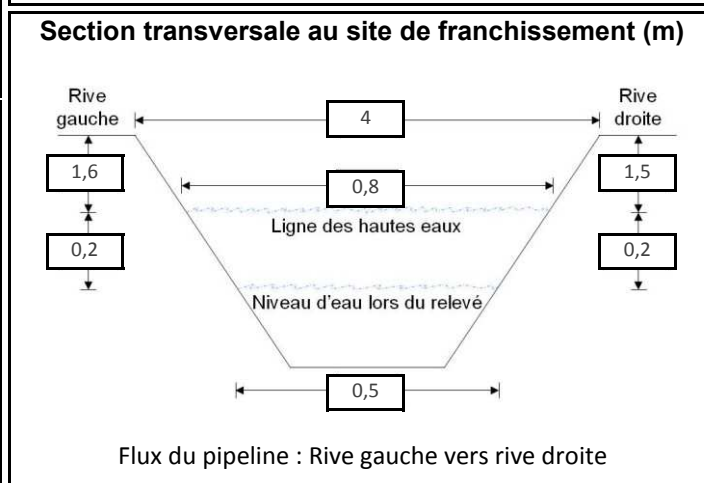 Section transversale au site de franchissement (m)
Rive gauche
4
Rive droite
1,6
0,8
1,5
Ligne des hautes eaux
0,2
0,2
Niveau d'eau lors du relevé
0,5
Flux du pipeline : Rive gauche vers rive droite